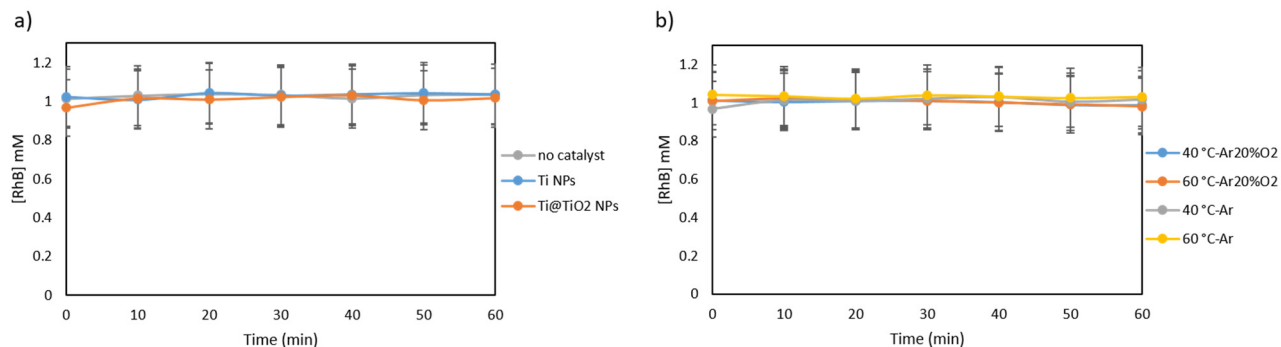 a)
[RhB] mM
1.2
1
0.8
0.6
0.4
0.2
0
0 10 20 30 40 50 60
Time (min)
no catalyst
Ti NPs
Ti@TiO2 NPs
b)
[RhB] mM
1.2
1
0.8
0.6
0.4
0.2
0
0 10 20 30 40 50 60
Time (min)
40 °C-Ar20%O2
60 °C-Ar20%O2
40 °C-Ar
60 °C-Ar